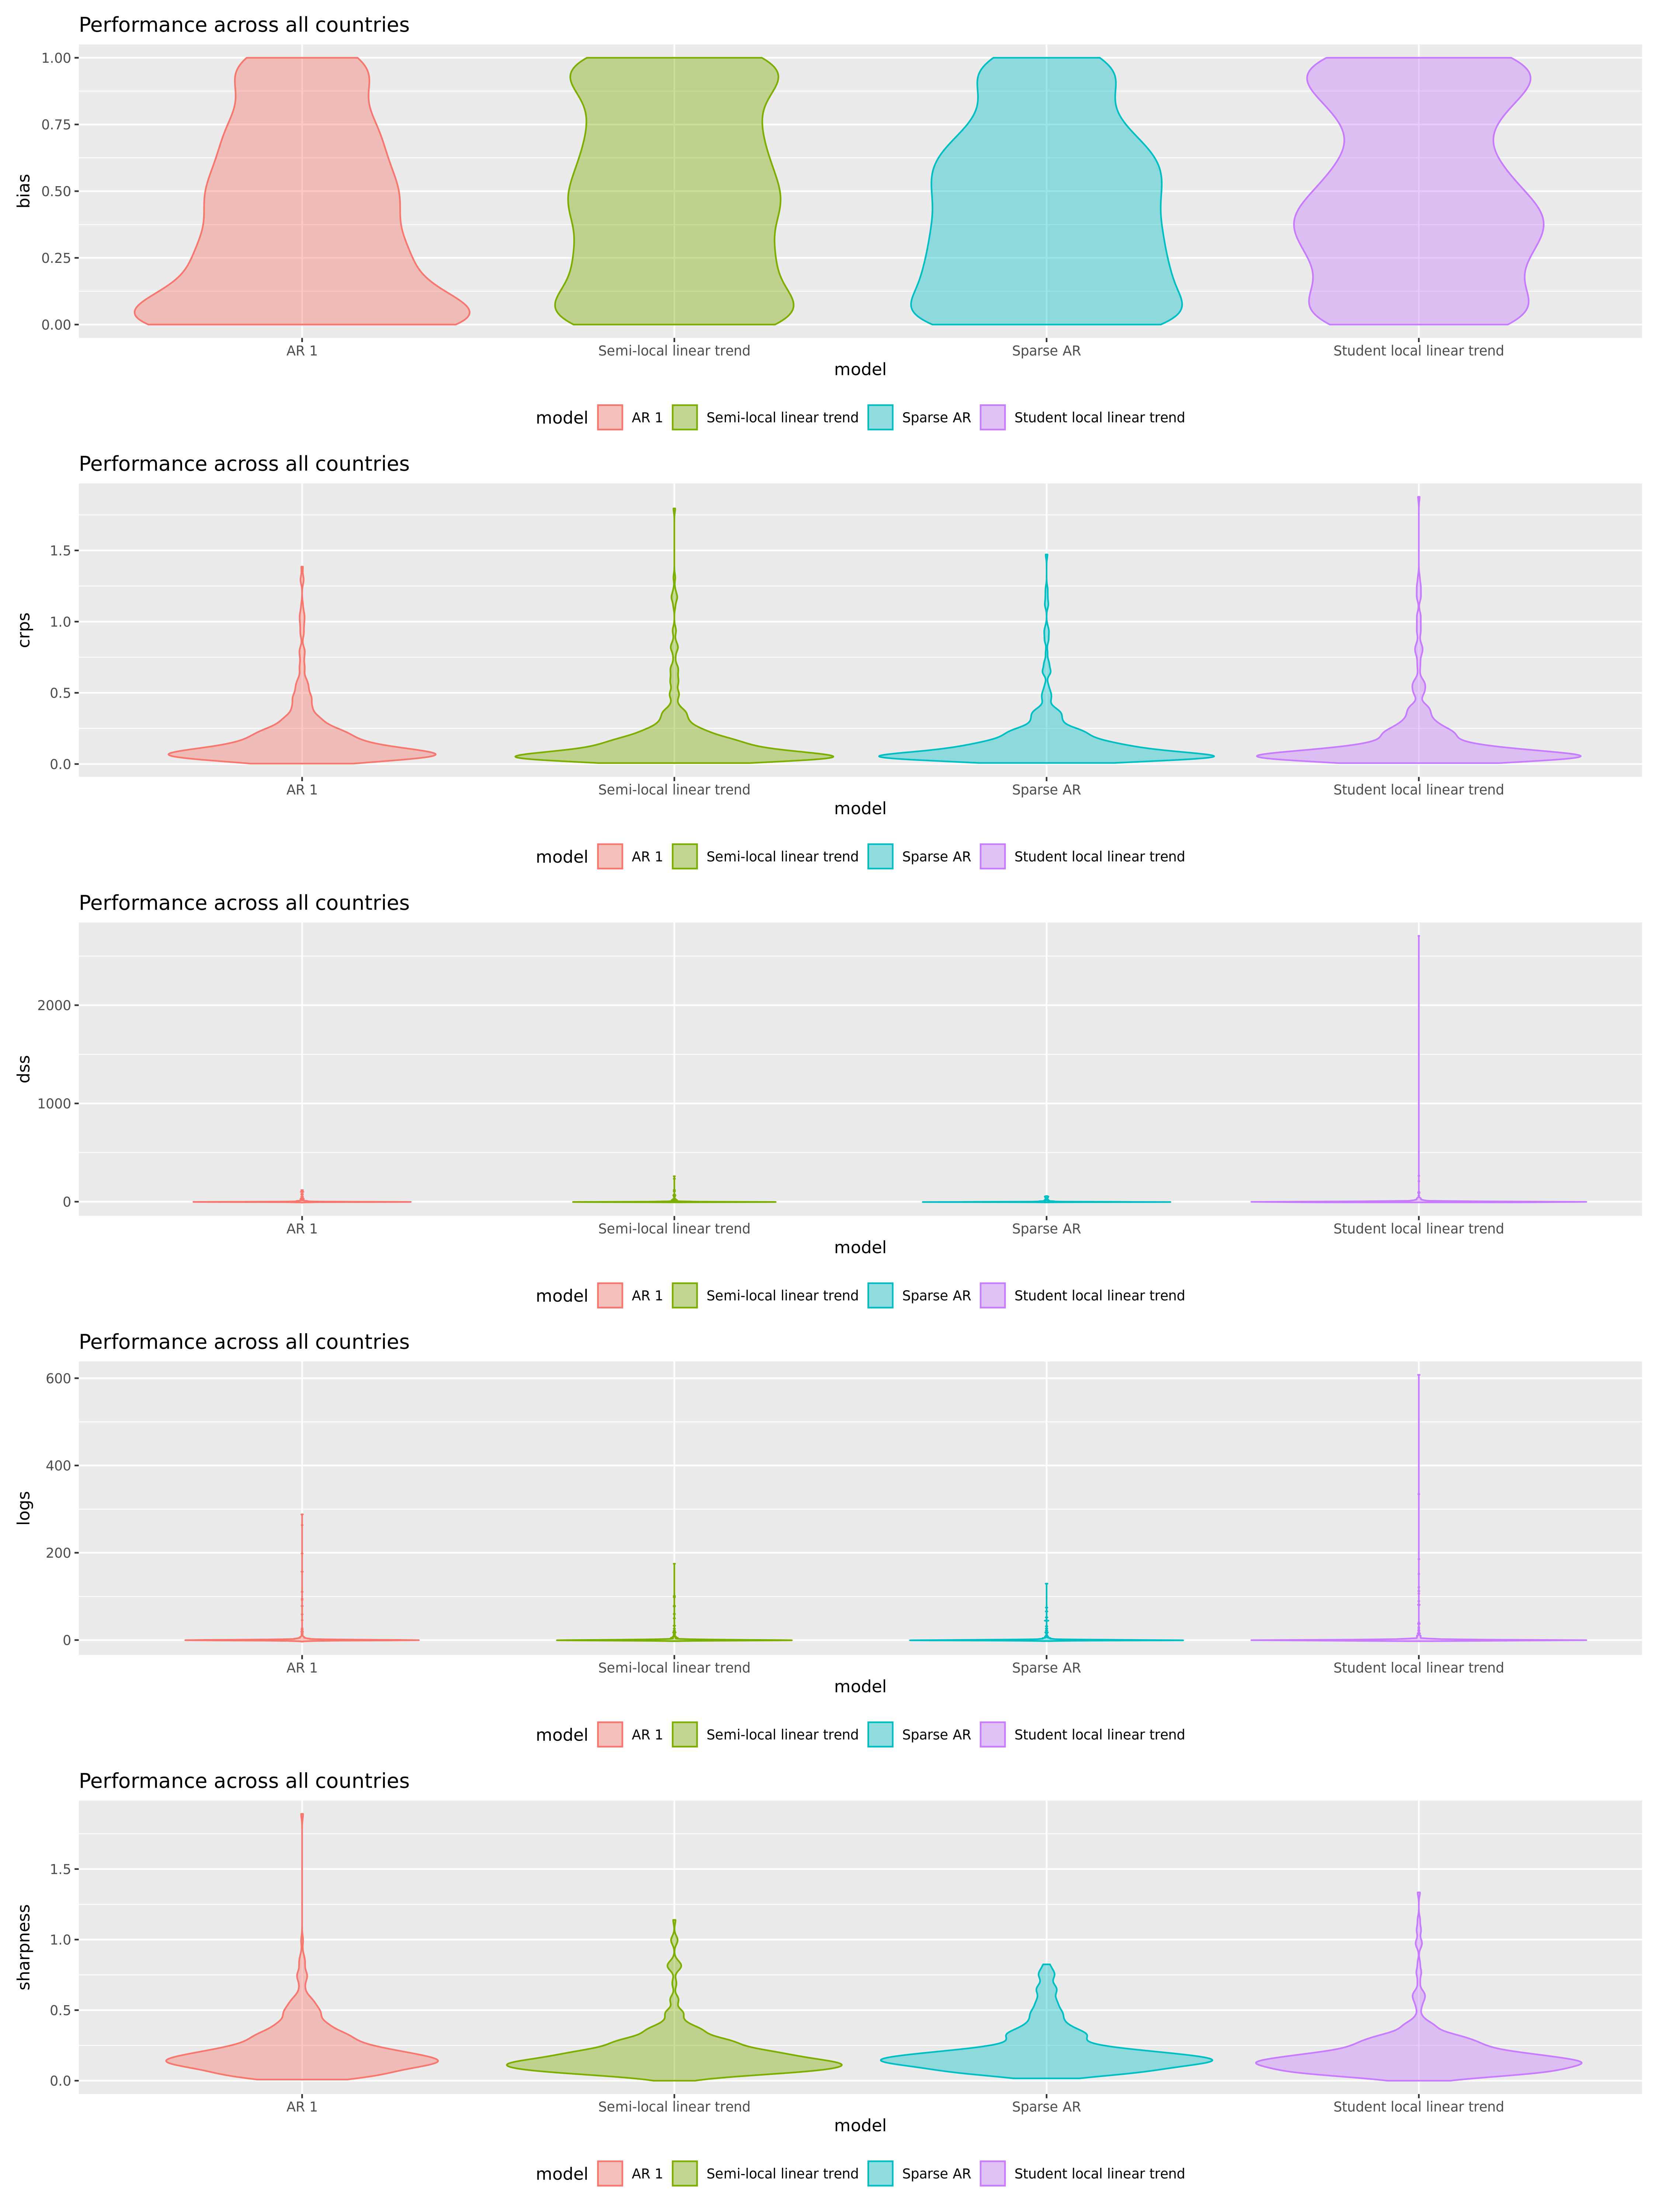 Performance across all countries
1.00
0.75
0.50
0.25
0.00
bias
AR 1 Semi-local linear trend Sparse AR Student local linear trend
model
model AR 1 Semi-local linear trend Sparse AR Student local linear trend
Performance across all countries
1.5
1.0
0.5
0.0
crps
AR 1 Semi-local linear trend Sparse AR Student local linear trend
model
model AR 1 Semi-local linear trend Sparse AR Student local linear trend
Performance across all countries
2000
1000
0
dss
AR 1 Semi-local linear trend Sparse AR Student local linear trend
model
model AR 1 Semi-local linear trend Sparse AR Student local linear trend
Performance across all countries
600
400
200
0
logs
AR 1 Semi-local linear trend Sparse AR Student local linear trend
model
model AR 1 Semi-local linear trend Sparse AR Student local linear trend
Performance across all countries
1.5
1.0
0.5
0.0
sharpness
AR 1 Semi-local linear trend Sparse AR Student local linear trend
model
model AR 1 Semi-local linear trend Sparse AR Student local linear trend